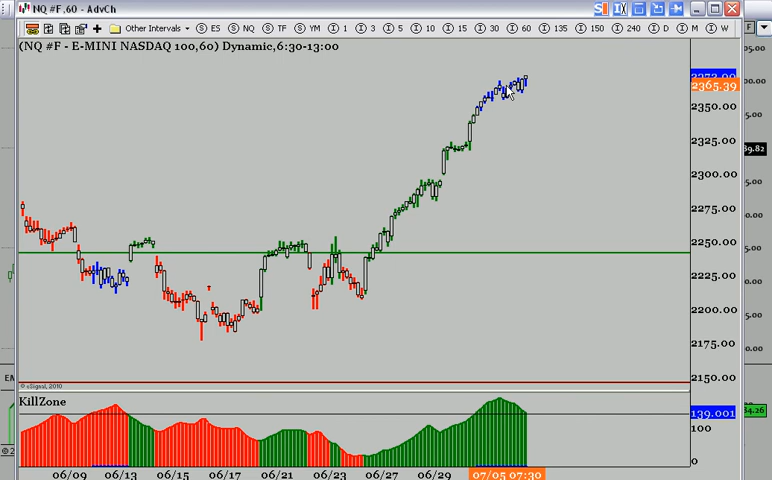 NQ #F,60 - AdvCh
Other Intervals
ES NQ TF YM 1 3 5 10 15 30 60 130 150 240 D M W
(NQ #F - E-MINI NASDAQ 100,60) Dynamic,6:30-13:00
2365.39
2350.00
2325.00
2300.00
2275.00
2250.00
2225.00
2200.00
2175.00
2150.00
© eSignal, 2010
KillZone
139.001
100
0
06/09 06/13 06/15 06/17 06/21 06/23 06/27 06/29 07/05 07:30